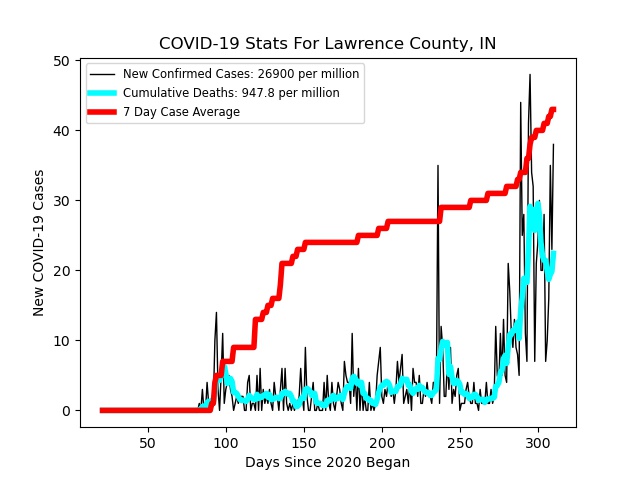 COVID-19 Stats For Lawrence County, IN
New Confirmed Cases: 26900 per million
Cumulative Deaths: 947.8 per million
7 Day Case Average
New COVID-19 Cases
50
40
30
20
10
0
50 100 150 200 250 300
Days Since 2020 Began